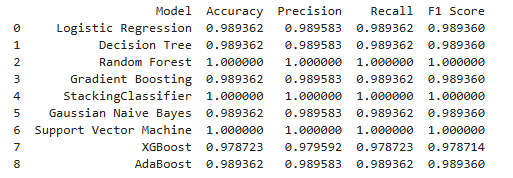 Model Accuracy Precision Recall F1 Score
0 Logistic Regression 0.989362 0.989583 0.989362 0.989360
1 Decision Tree 0.989362 0.989583 0.989362 0.989360
2 Random Forest 1.000000 1.000000 1.000000 1.000000
3 Gradient Boosting 0.989362 0.989583 0.989362 0.989360
4 StackingClassifier 1.000000 1.000000 1.000000 1.000000
5 Gaussian Naive Bayes 0.989362 0.989583 0.989362 0.989360
6 Support Vector Machine 1.000000 1.000000 1.000000 1.000000
7 XGBoost 0.978723 0.979592 0.978723 0.978714
8 AdaBoost 0.989362 0.989583 0.989362 0.989360